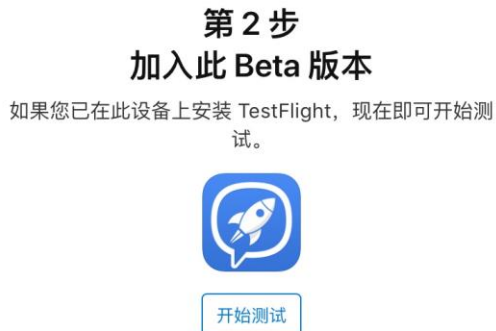 第 2 步
加入此 Beta 版本
如果您已在此设备上安装 TestFlight，现在即可开始测
试。
开始测试